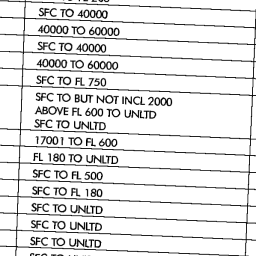 SFC TO 40000
40000 TO 60000
SFC TO 40000
40000 TO 60000
SFC TO FL 750
SFC TO BUT NOT INCL 2000
ABOVE FL 600 TO UNLTD
SFC TO UNLTD
17001 TO FL 600
FL 180 TO UNLTD
SFC TO FL 500
SFC TO FL 180
SFC TO UNLTD
SFC TO UNLTD
SFC TO UNLTD